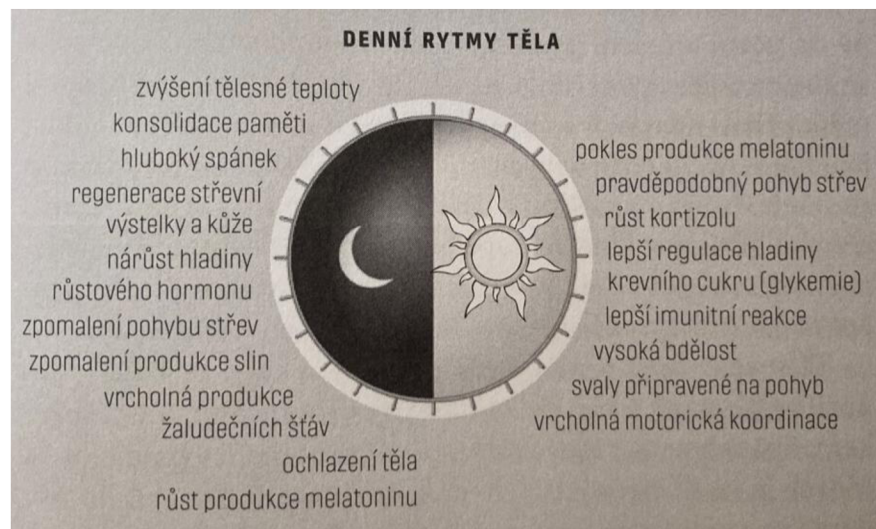 DENNÍ RYTMY TĚLA
zvýšení tělesné teploty
konsolidace paměti
hluboký spánek
regenerace střevní
výstelky a kůže
nárůst hladiny
růstového hormonu
zpomalení pohybu střev
zpomalení produkce slin
vrcholná produkce
žaludečních šťáv
ochlazení těla
růst produkce melatoninu
pokles produkce melatoninu
pravděpodobný pohyb střev
růst kortizolu
lepší regulace hladiny
krevního cukru (glykemie)
lepší imunitní reakce
vysoká bdělost
svaly připravené na pohyb
vrcholná motorická koordinace